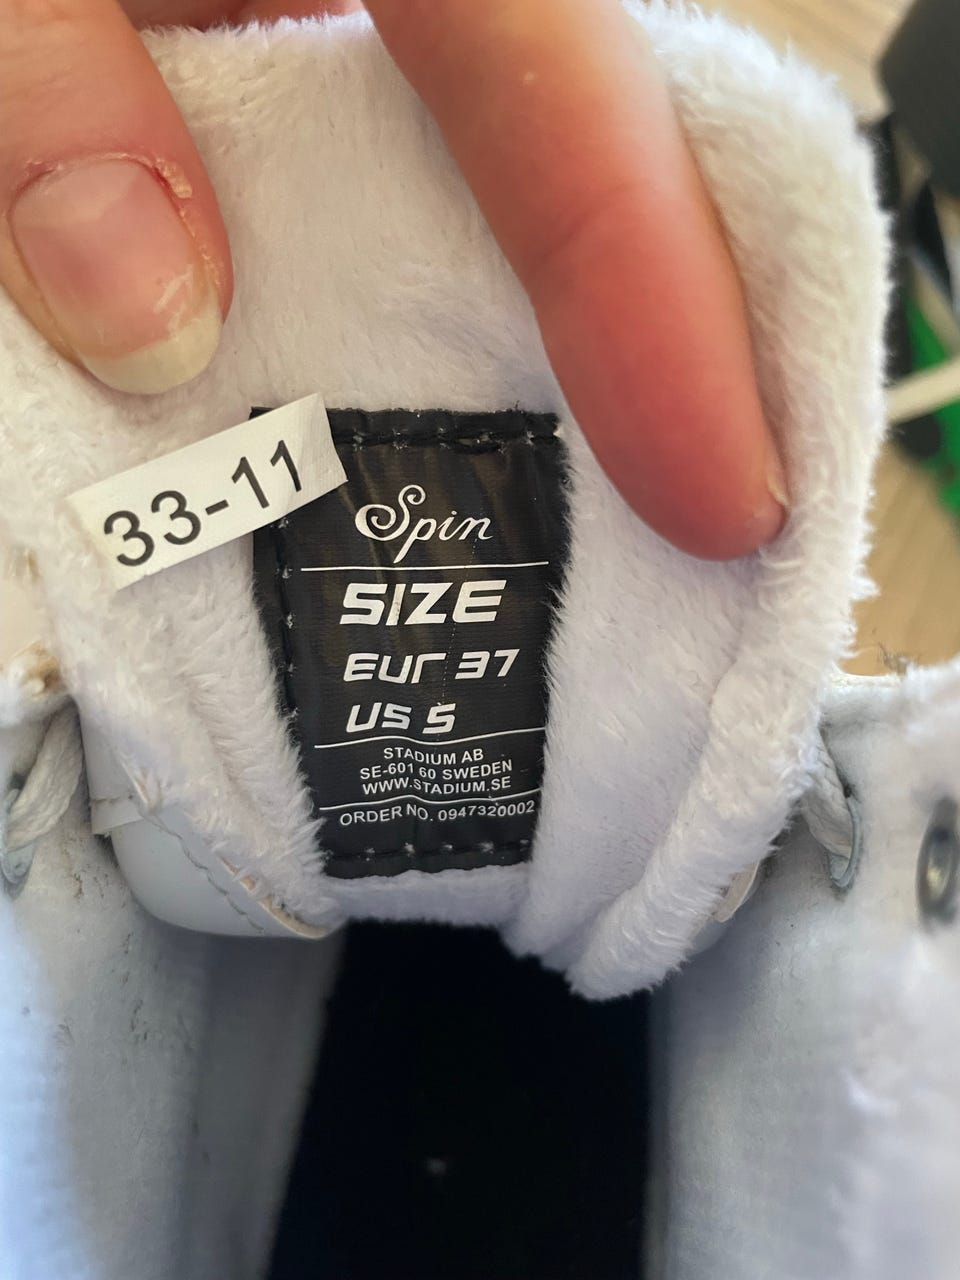 33-11
Spin
SIZE
EUR 37
US 5
STADIUM AB
SE-601 60 SWEDEN
WWW.STADIUM.SE
ORDER NO. 0947320002